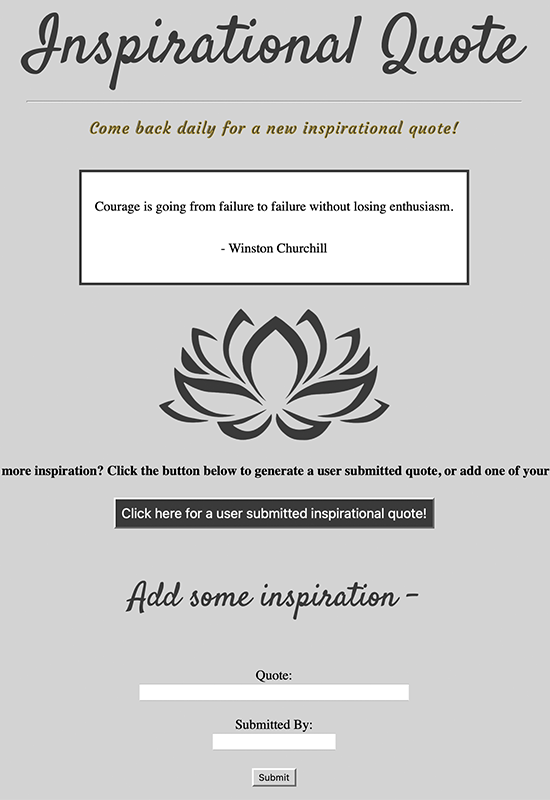 Inspirational Quote
Come back daily for a new inspirational quote!
Courage is going from failure to failure without losing enthusiasm.
- Winston Churchill
more inspiration? Click the button below to generate a user submitted quote, or add one of your
Click here for a user submitted inspirational quote!
Add some inspiration -
Quote:
Submitted By:
Submit